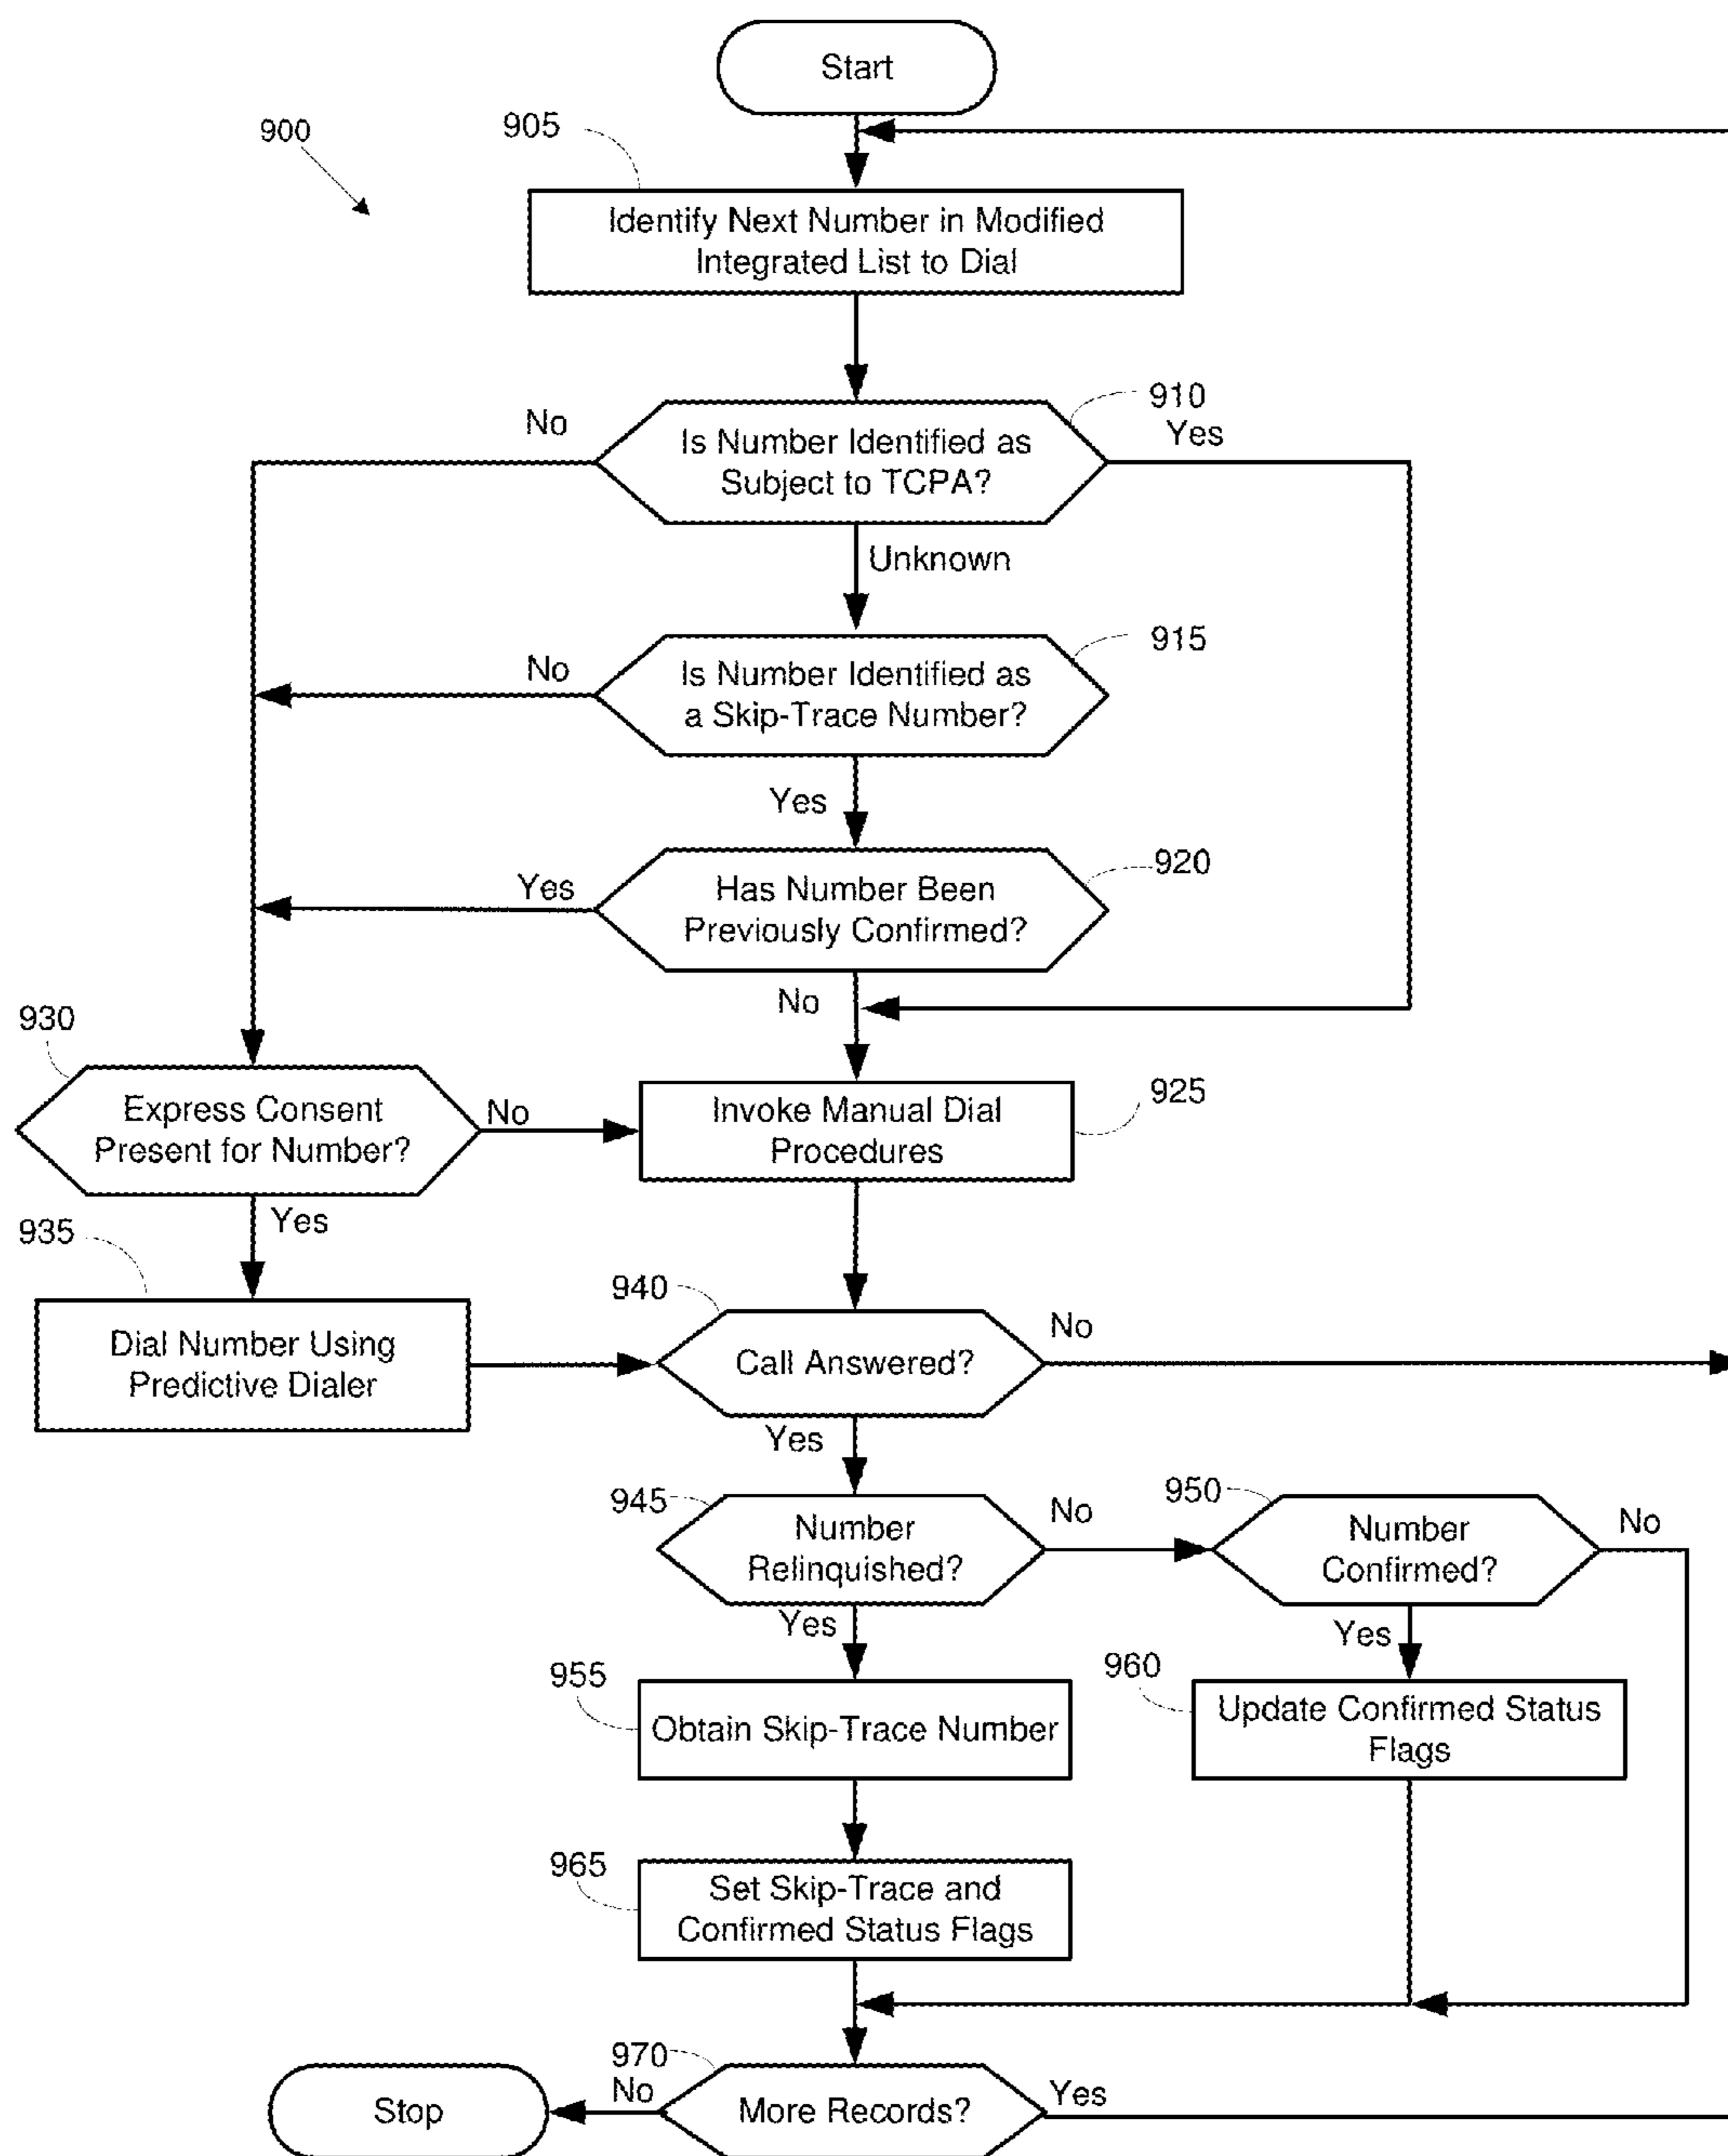 Start
900
905
Identify Next Number in Modified
Integrated List to Dial
910
No
Yes
Is Number Identified as
Subject to TCPA?
Unknown
915
No
Is Number Identified as
a Skip-Trace Number?
Yes
920
Yes
Has Number Been
Previously Confirmed?
No
930
925
Express Consent
Present for Number?
No
Invoke Manual Dial
Procedures
Yes
935
940
No
Dial Number Using
Predictive Dialer
Call Answered?
Yes
945
No
950
No
Number
Relinquished?
Number
Confirmed?
Yes
Yes
955
960
Obtain Skip-Trace Number
Update Confirmed Status
Flags
965
Set Skip-Trace and
Confirmed Status Flags
970
No
Yes
Stop
More Records?